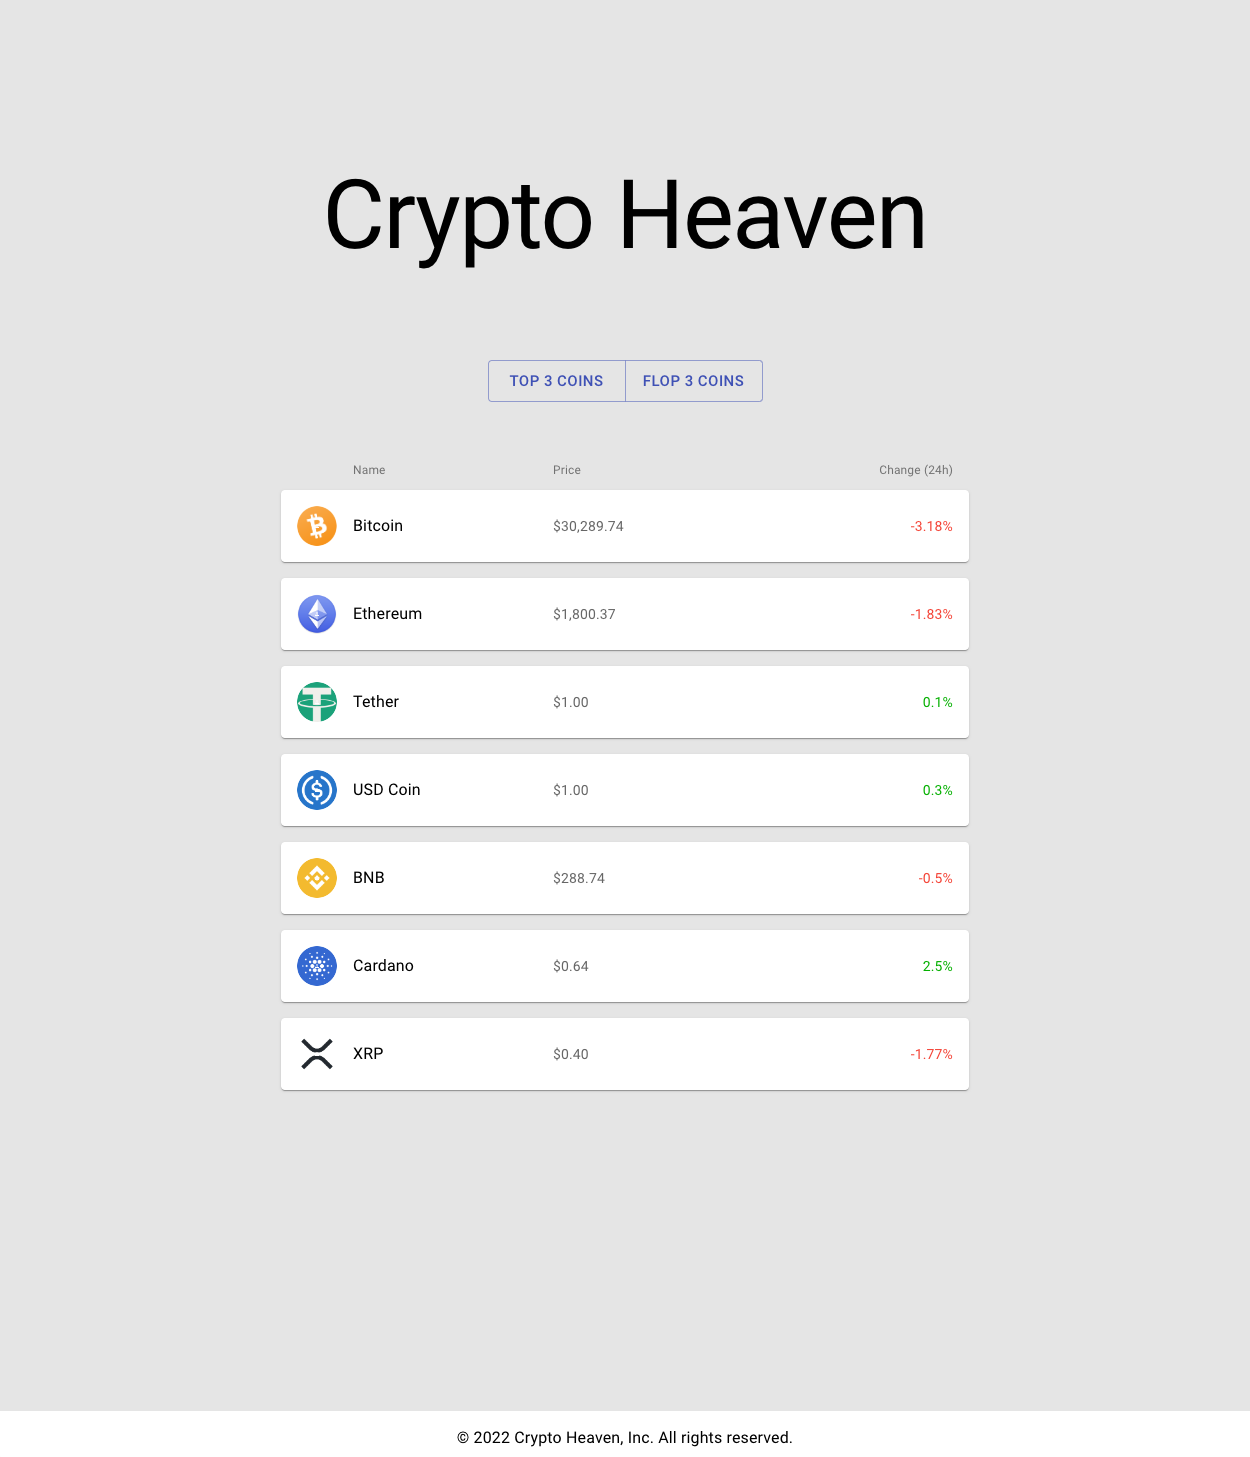 Crypto Heaven
TOP 3 COINS FLOP 3 COINS
Name Price Change (24h)
Bitcoin $30,289.74 -3.18%
Ethereum $1,800.37 -1.83%
Tether $1.00 0.1%
USD Coin $1.00 0.3%
BNB $288.74 -0.5%
Cardano $0.64 2.5%
XRP $0.40 -1.77%
© 2022 Crypto Heaven, Inc. All rights reserved.